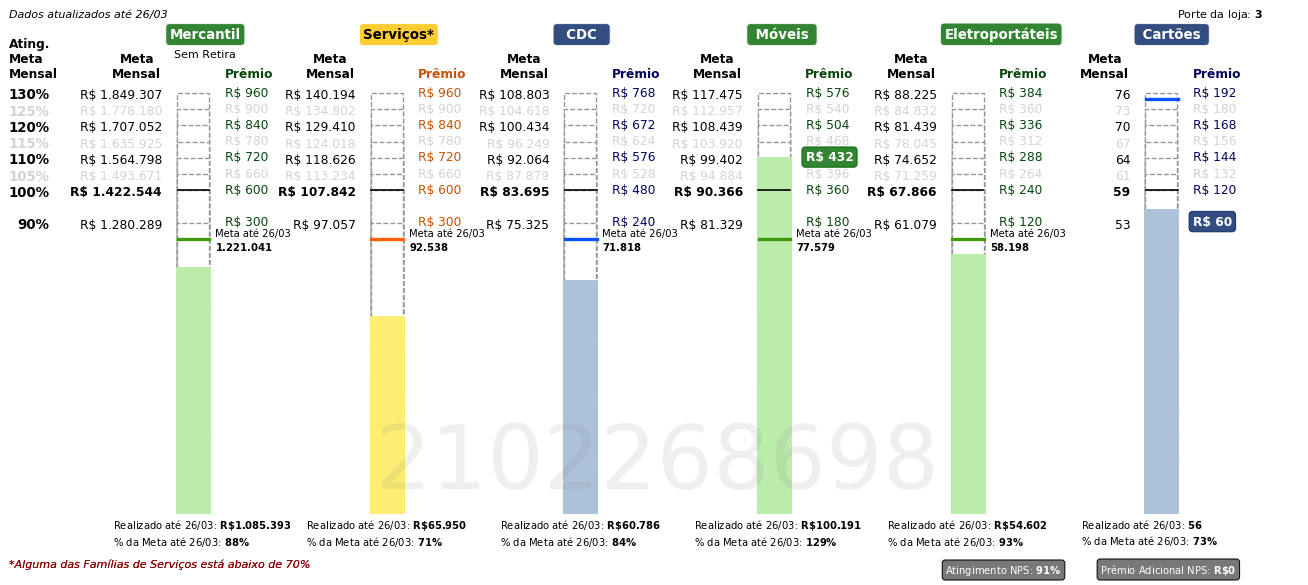 Dados atualizados até 26/03
Porte da loja: 3
Mercantil Serviços* CDC Móveis Eletroportáteis Cartões
Sem Retira
Ating. Meta Mensal
Meta Mensal Prêmio Meta Mensal Prêmio Meta Mensal Prêmio Meta Mensal Prêmio Meta Mensal Prêmio Meta Mensal Prêmio
130% R$ 1.849.307 R$ 960 R$ 140.194 R$ 960 R$ 108.803 R$ 768 R$ 117.475 R$ 576 R$ 88.225 R$ 384 76 R$ 192
125% R$ 1.778.180 R$ 900 R$ 134.802 R$ 900 R$ 104.618 R$ 720 R$ 112.957 R$ 540 R$ 84.832 R$ 360 73 R$ 180
120% R$ 1.707.052 R$ 840 R$ 129.410 R$ 840 R$ 100.434 R$ 672 R$ 108.439 R$ 504 R$ 81.439 R$ 336 70 R$ 168
115% R$ 1.635.925 R$ 780 R$ 124.018 R$ 780 R$ 96.249 R$ 624 R$ 103.920 R$ 468 R$ 78.045 R$ 312 67 R$ 156
110% R$ 1.564.798 R$ 720 R$ 118.626 R$ 720 R$ 92.064 R$ 576 R$ 99.402 R$ 432 R$ 74.652 R$ 288 64 R$ 144
105% R$ 1.493.671 R$ 660 R$ 113.234 R$ 660 R$ 87.879 R$ 528 R$ 94.884 R$ 396 R$ 71.259 R$ 264 61 R$ 132
100% R$ 1.422.544 R$ 600 R$ 107.842 R$ 600 R$ 83.695 R$ 480 R$ 90.366 R$ 360 R$ 67.866 R$ 240 59 R$ 120
90% R$ 1.280.289 R$ 300 R$ 97.057 R$ 300 R$ 75.325 R$ 240 R$ 81.329 R$ 180 R$ 61.079 R$ 120 53 R$ 60
Meta até 26/03 Meta até 26/03 Meta até 26/03 Meta até 26/03 Meta até 26/03
1.221.041 92.538 71.818 77.579 58.198
2102268698
Realizado até 26/03: R$1.085.393 Realizado até 26/03: R$65.950 Realizado até 26/03: R$60.786 Realizado até 26/03: R$100.191 Realizado até 26/03: R$54.602 Realizado até 26/03: 56
% da Meta até 26/03: 88% % da Meta até 26/03: 71% % da Meta até 26/03: 84% % da Meta até 26/03: 129% % da Meta até 26/03: 93% % da Meta até 26/03: 73%
*Alguma das Famílias de Serviços está abaixo de 70%
Atingimento NPS: 91% Prêmio Adicional NPS: R$0